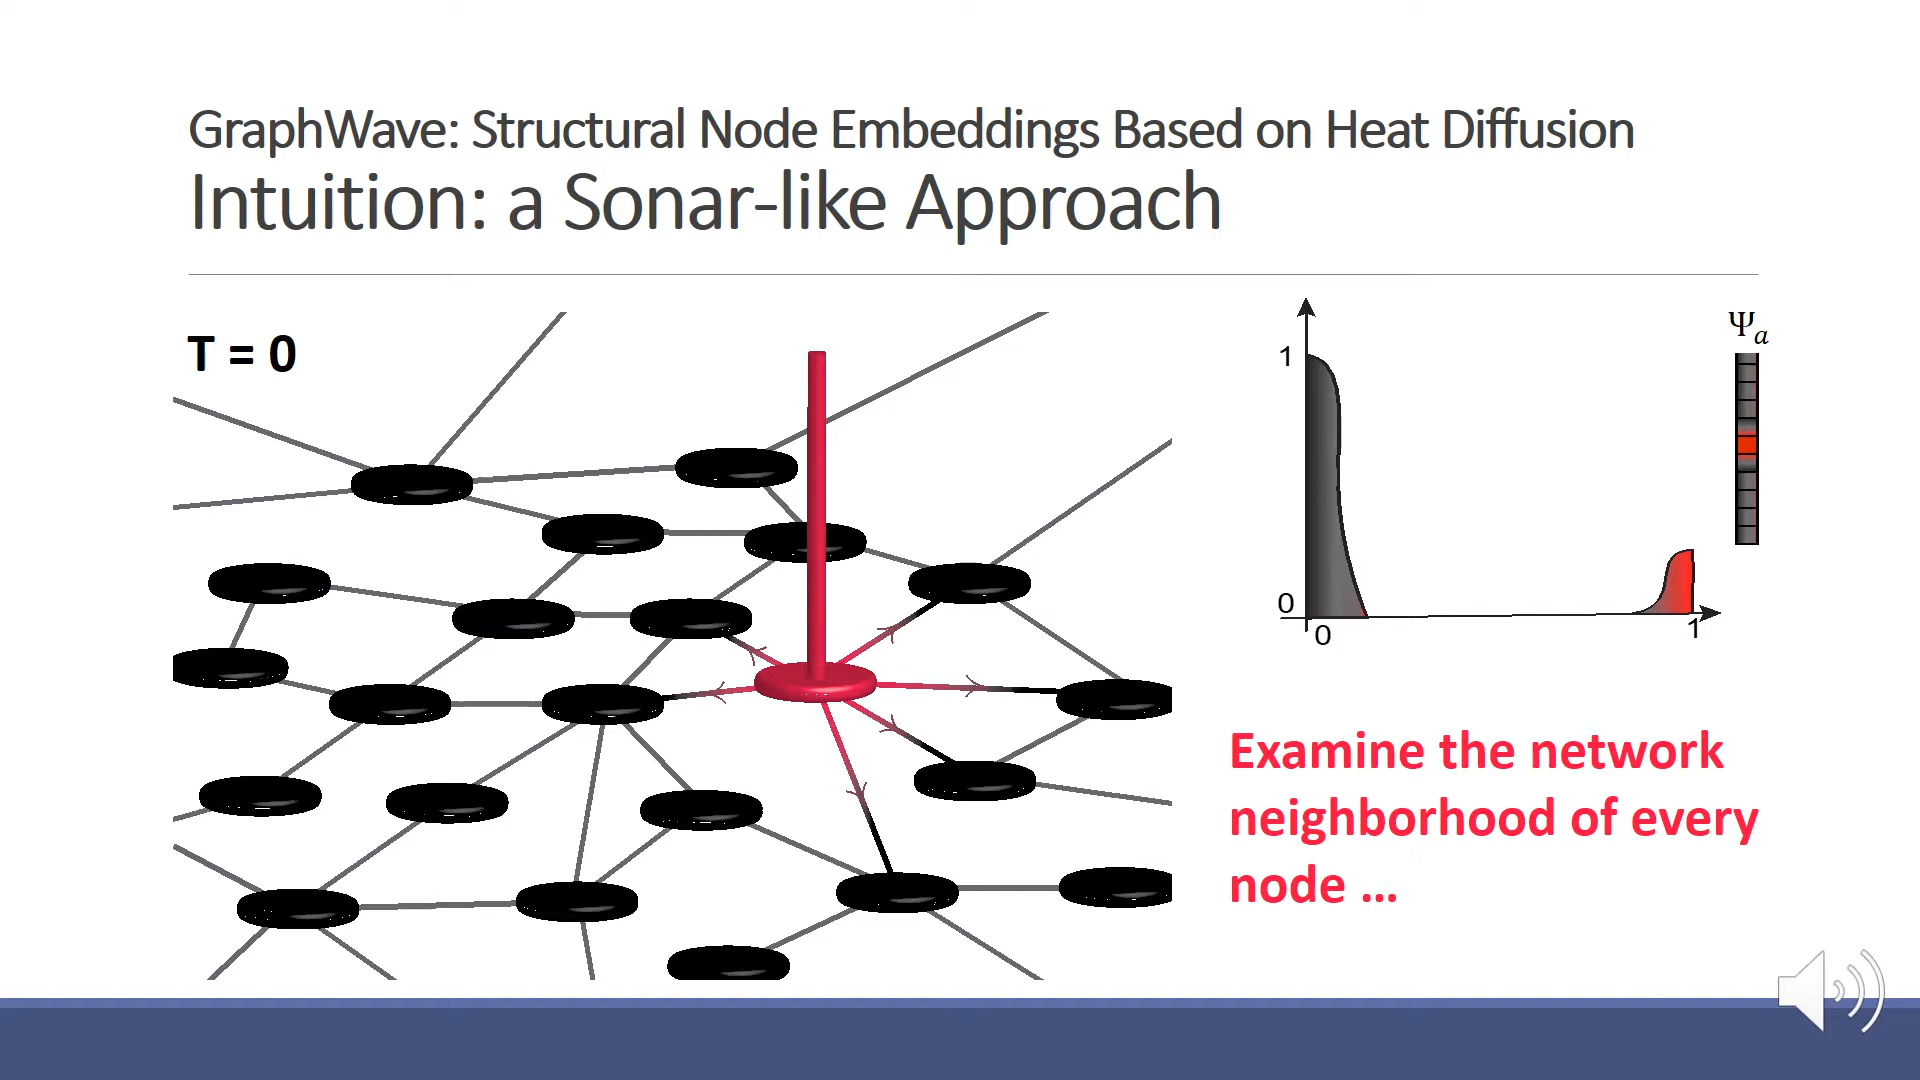 GraphWave: Structural Node Embeddings Based on Heat Diffusion
Intuition: a Sonar-like Approach
T = 0
1
0
0
1
Ψa
Examine the network
neighborhood of every
node ...